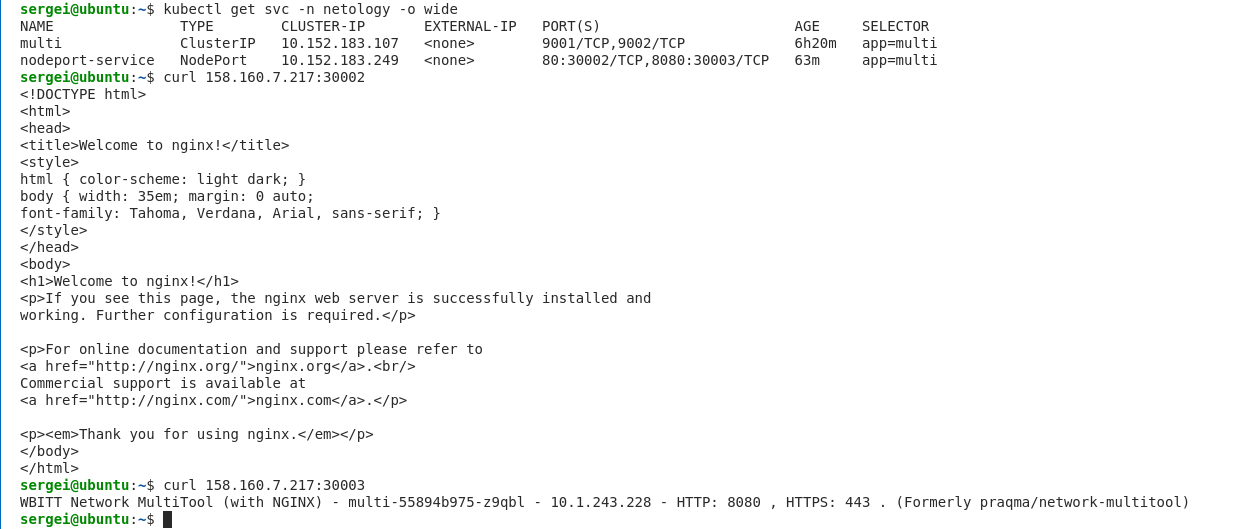 sergei@ubuntu:~$ kubectl get svc -n netology -o wide
NAME               TYPE        CLUSTER-IP       EXTERNAL-IP   PORT(S)                       AGE     SELECTOR
multi              ClusterIP   10.152.183.107   <none>        9001/TCP,9002/TCP             6h20m   app=multi
nodeport-service   NodePort    10.152.183.249   <none>        80:30002/TCP,8080:30003/TCP   63m     app=multi
sergei@ubuntu:~$ curl 158.160.7.217:30002
<!DOCTYPE html>
<html>
<head>
<title>Welcome to nginx!</title>
<style>
html { color-scheme: light dark; }
body { width: 35em; margin: 0 auto;
font-family: Tahoma, Verdana, Arial, sans-serif; }
</style>
</head>
<body>
<h1>Welcome to nginx!</h1>
<p>If you see this page, the nginx web server is successfully installed and
working. Further configuration is required.</p>

<p>For online documentation and support please refer to
<a href="http://nginx.org/">nginx.org</a>.<br/>
Commercial support is available at
<a href="http://nginx.com/">nginx.com</a>.</p>

<p><em>Thank you for using nginx.</em></p>
</body>
</html>
sergei@ubuntu:~$ curl 158.160.7.217:30003
WBITT Network MultiTool (with NGINX) - multi-55894b975-z9qbl - 10.1.243.228 - HTTP: 8080 , HTTPS: 443 . (Formerly praqma/network-multitool)
sergei@ubuntu:~$